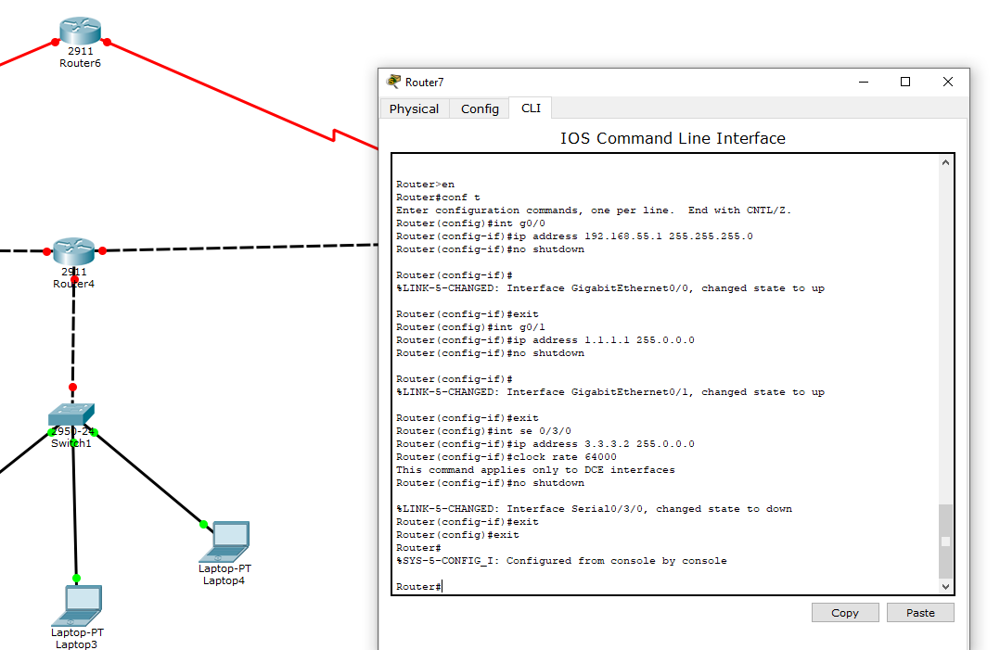 2911
Router6
2911
Router4
2950-24
Switch1
Laptop-PT
Laptop4
Laptop-PT
Laptop3
Router7
Physical
Config
CLI
IOS Command Line Interface
Router>en
Router#conf t
Enter configuration commands, one per line.  End with CNTL/Z.
Router(config)#int g0/0
Router(config-if)#ip address 192.168.55.1 255.255.255.0
Router(config-if)#no shutdown
Router(config-if)#
%LINK-5-CHANGED: Interface GigabitEthernet0/0, changed state to up
Router(config-if)#exit
Router(config)#int g0/1
Router(config-if)#ip address 1.1.1.1 255.0.0.0
Router(config-if)#no shutdown
Router(config-if)#
%LINK-5-CHANGED: Interface GigabitEthernet0/1, changed state to up
Router(config-if)#exit
Router(config)#int se 0/3/0
Router(config-if)#ip address 3.3.3.2 255.0.0.0
Router(config-if)#clock rate 64000
This command applies only to DCE interfaces
Router(config-if)#no shutdown
%LINK-5-CHANGED: Interface Serial0/3/0, changed state to down
Router(config-if)#exit
Router(config)#exit
Router#
%SYS-5-CONFIG_I: Configured from console by console
Router#
Copy
Paste